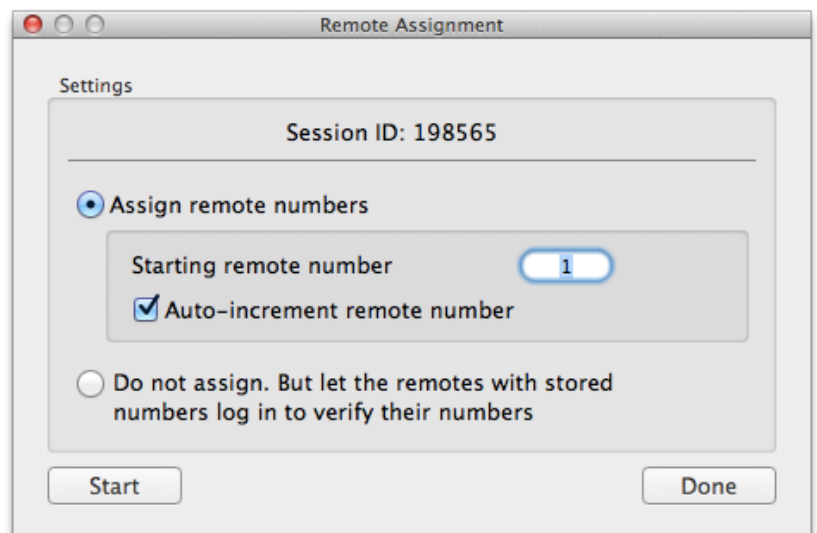 Remote Assignment
Settings
Session ID: 198565
Assign remote numbers
Starting remote number 1
Auto-increment remote number
Do not assign. But let the remotes with stored
numbers log in to verify their numbers
Start Done